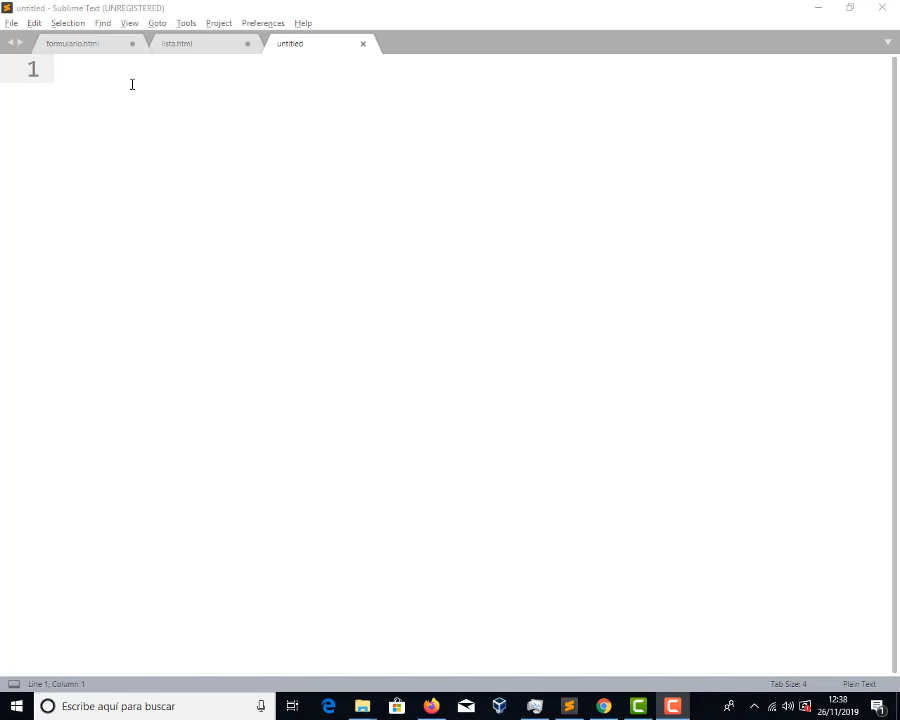 untitled - Sublime Text (UNREGISTERED)
File Edit Selection Find View Goto Tools Project Preferences Help
formulario.html lista.html untitled
1
Line 1, Column 1 Tab Size: 4 Plain Text
Escribe aquí para buscar
12:38
26/11/2019
1